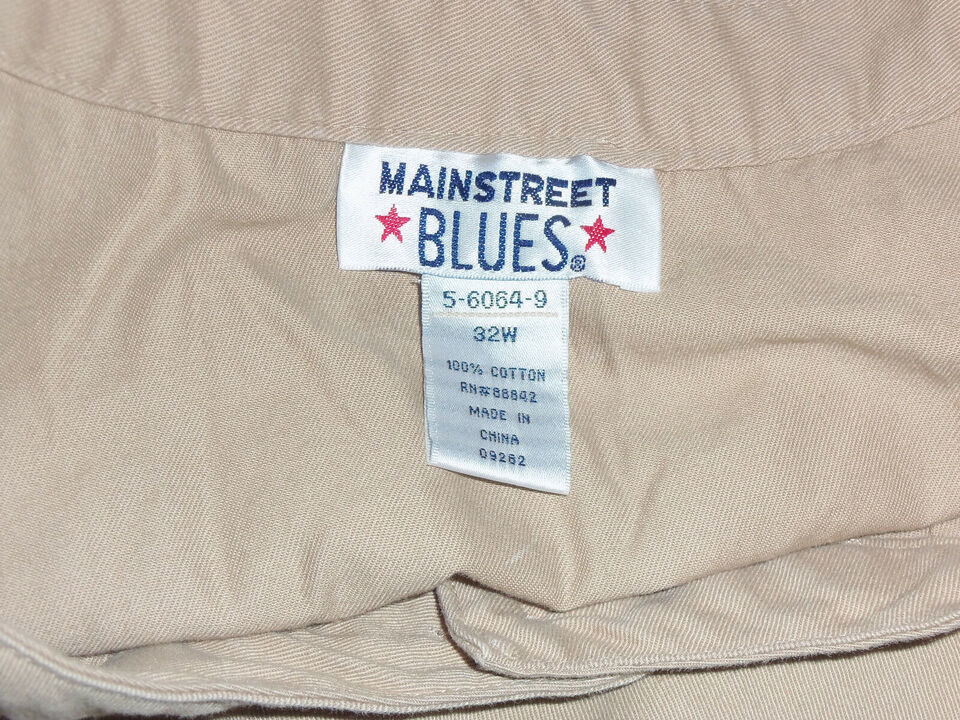 MAINSTREET
BLUES®
5-6064-9
32W
100% COTTON
RN#88842
MADE IN
CHINA
09262